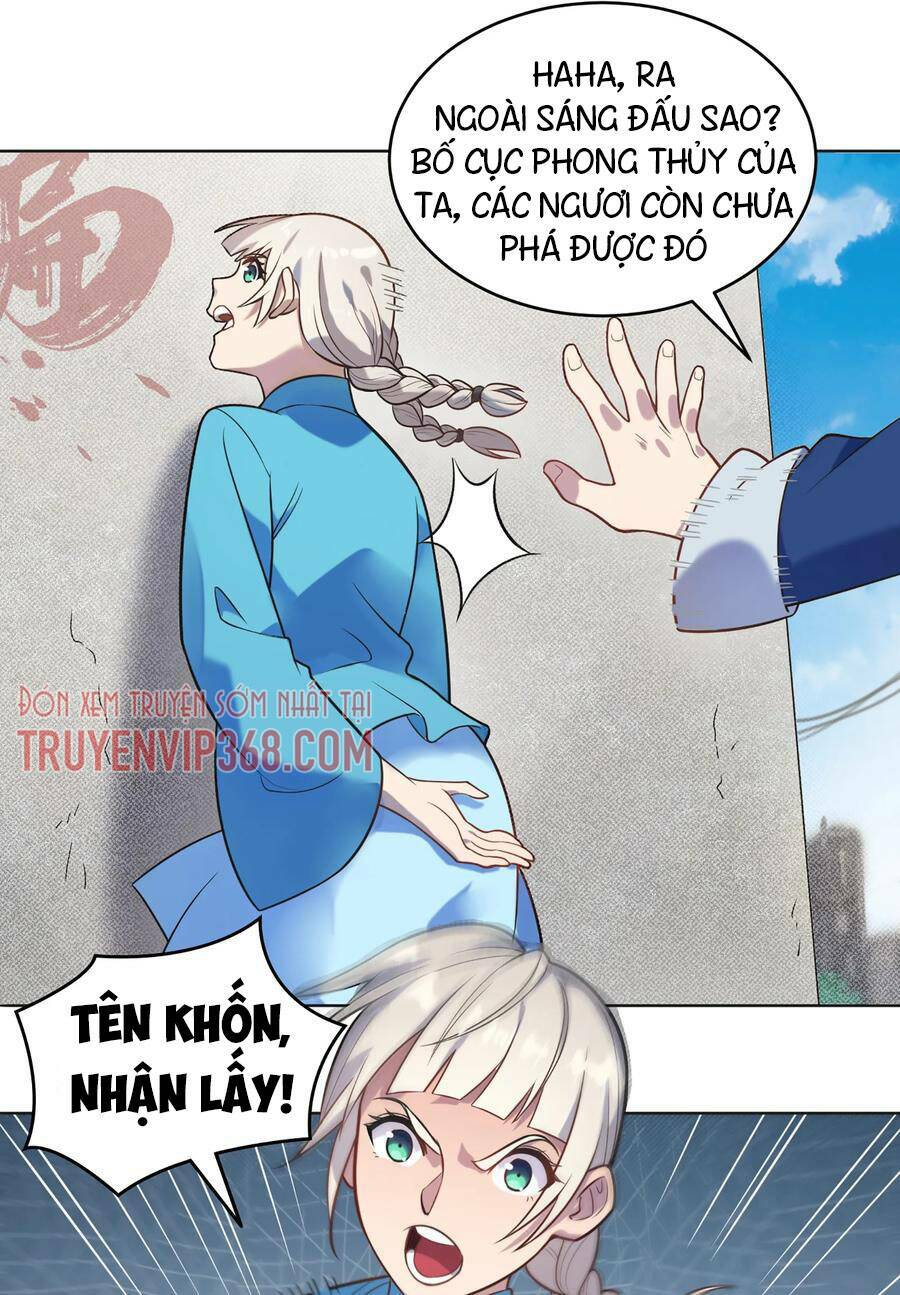 HAHA, RA
NGOÀI SÁNG ĐẤU SAO?
BỐ CỤC PHONG THỦY CỦA
TA, CÁC NGƯƠI CÒN CHƯA
PHÁ ĐƯỢC ĐÓ
ĐÓN XEM TRUYỆN SỚM NHẤT TẠI
TRUYENVIP368.COM
TÊN KHỐN,
NHẬN LẤY!